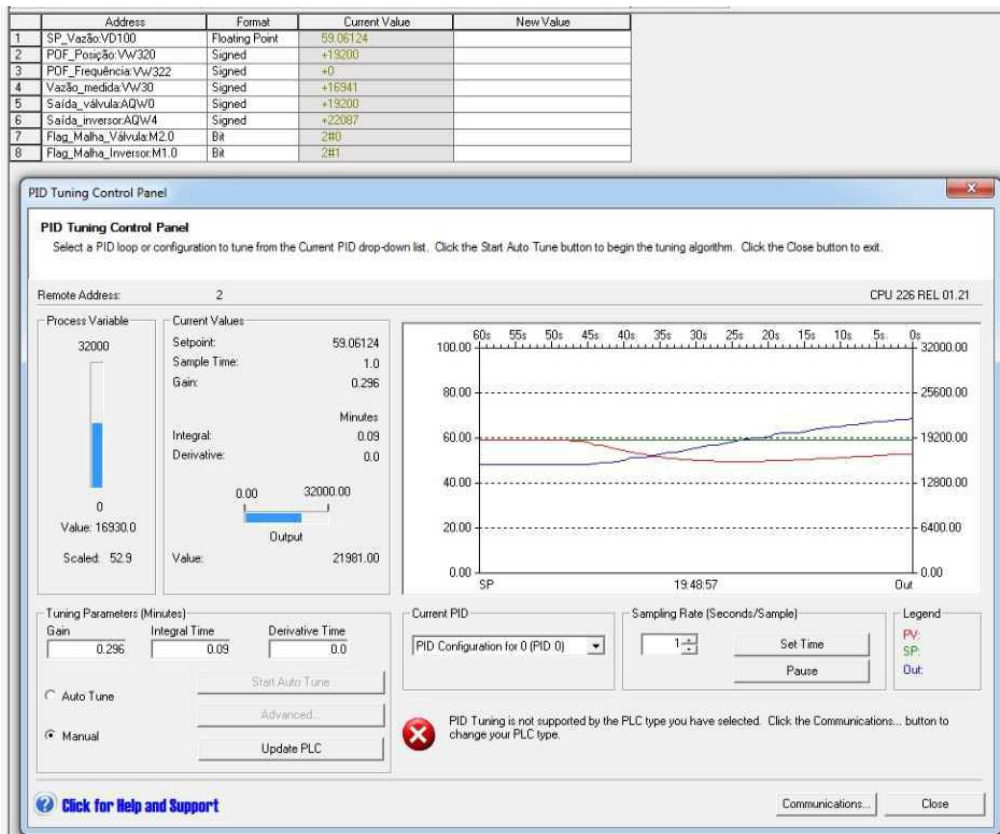 Address Format Current Value New Value
1 SP_Vazão:VD100 Floating Point 59.06124
2 POF_Posição:VW320 Signed +19200
3 POF_Frequência:VW322 Signed +0
4 Vazão_medida:VW30 Signed +16941
5 Saída_válvula:AQW0 Signed +19200
6 Saída_inversor:AQW4 Signed +22087
7 Flag_Malha_Válvula:M2.0 Bit 2#0
8 Flag_Malha_Inversor:M1.0 Bit 2#1
PID Tuning Control Panel
PID Tuning Control Panel
Select a PID loop or configuration to tune from the Current PID drop-down list. Click the Start Auto Tune button to begin the tuning algorithm. Click the Close button to exit.
Remote Address: 2 CPU 226 REL 01.21
Process Variable
32000
0
Value: 16930.0
Scaled: 52.9
Current Values
Setpoint: 59.06124
Sample Time: 1.0
Gain: 0.296
Minutes
Integral: 0.09
Derivative: 0.0
0.00 32000.00
Output
Value: 21981.00
60s 55s 50s 45s 40s 35s 30s 25s 20s 15s 10s 5s 0s
100.00 32000.00
80.00 25600.00
60.00 19200.00
40.00 12800.00
20.00 6400.00
0.00 0.00
SP 19:48:57 Out
Tuning Parameters (Minutes)
Gain Integral Time Derivative Time
0.296 0.09 0.0
Auto Tune
Manual
Start Auto Tune
Advanced...
Update PLC
Current PID
PID Configuration for 0 (PID 0)
Sampling Rate (Seconds/Sample)
1 Set Time
Pause
Legend
PV:
SP:
Out:
PID Tuning is not supported by the PLC type you have selected. Click the Communications... button to
change your PLC type.
Click for Help and Support
Communications... Close